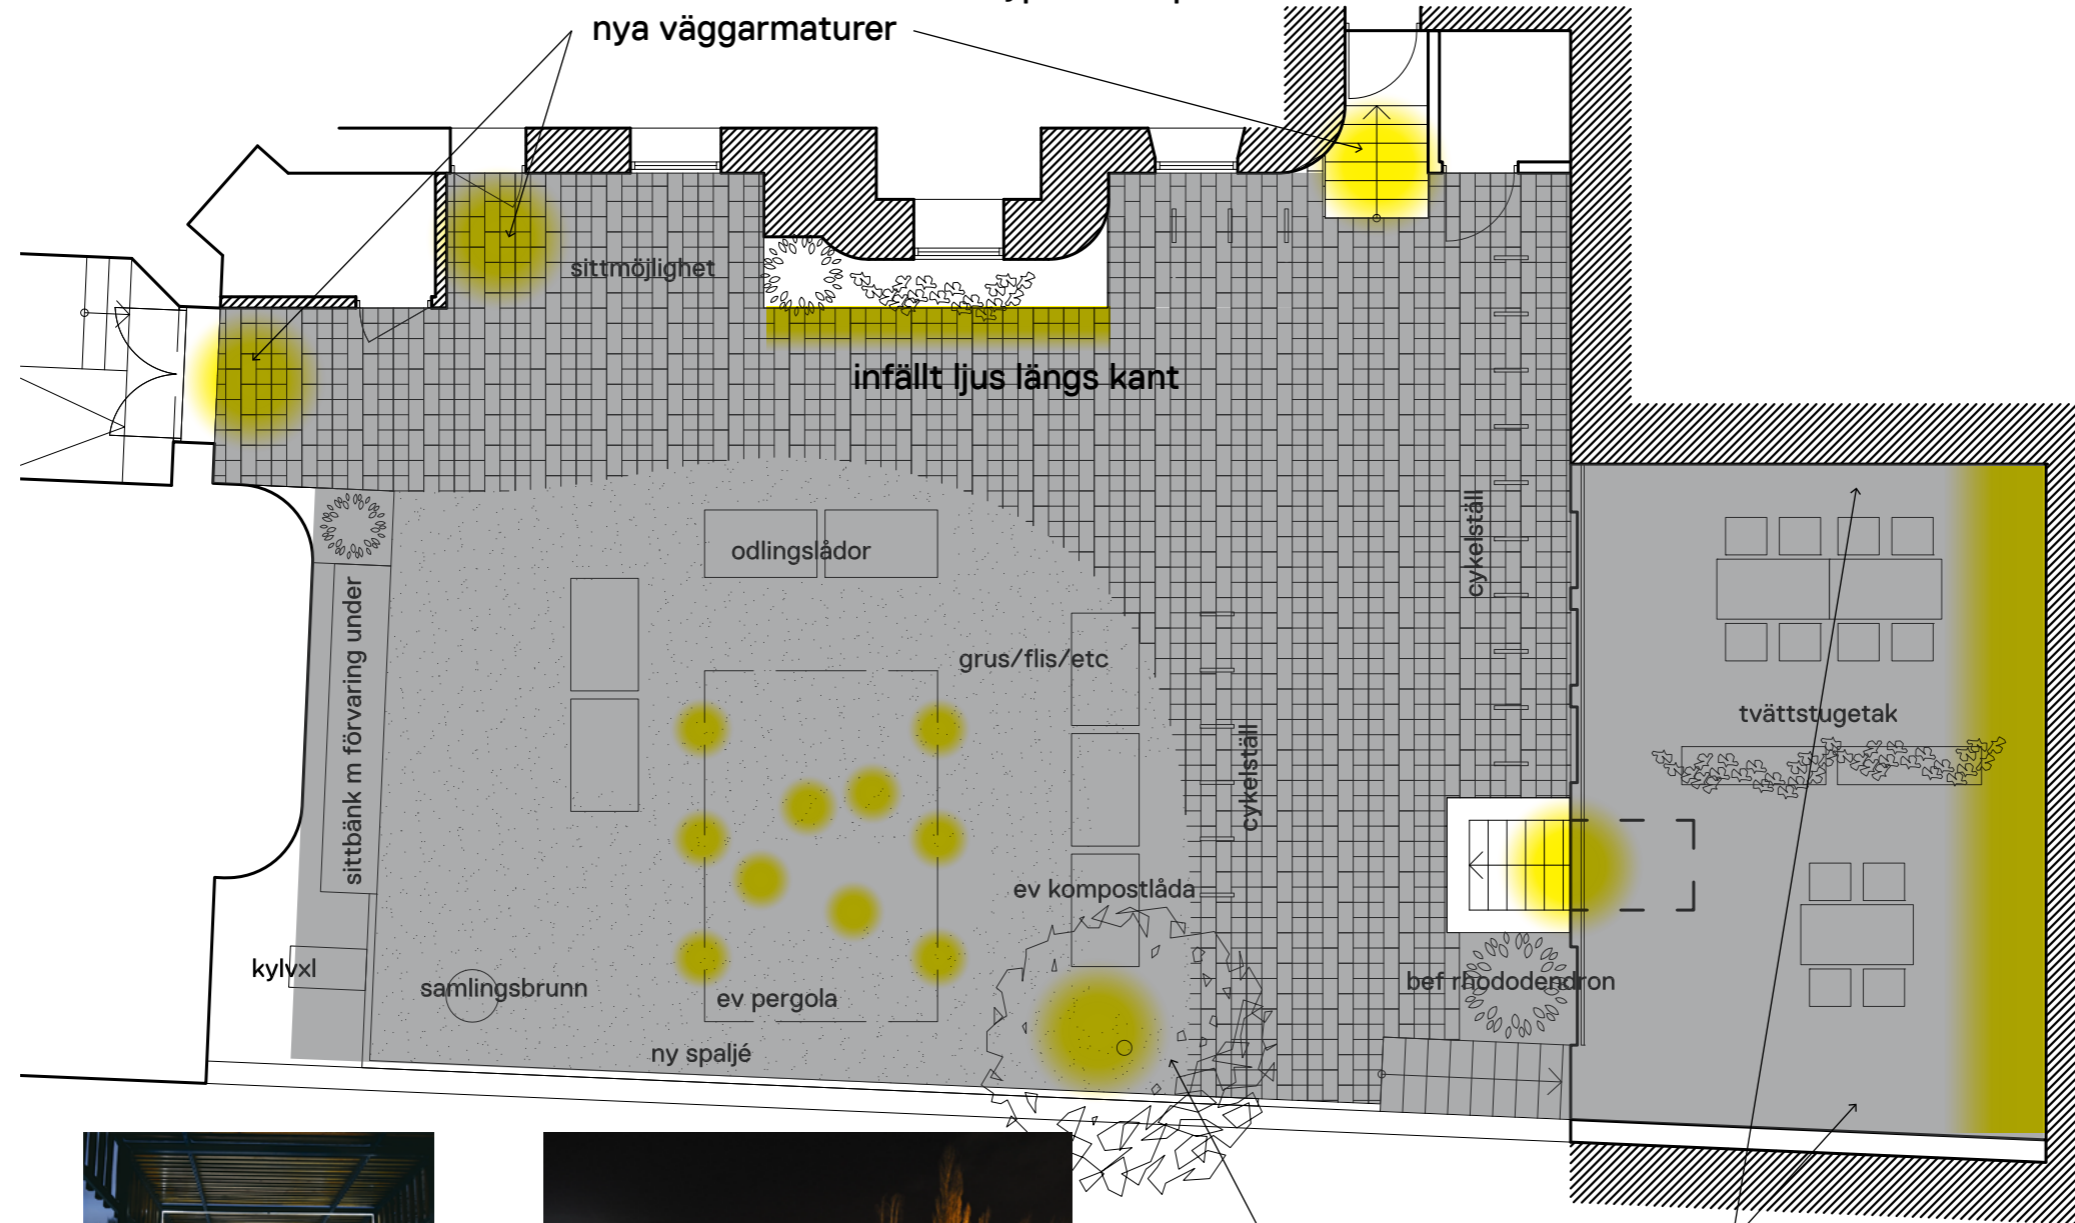 nya väggarmaturer
sittmöjlighet
infällt ljus längs kant
cykelställ
odlingslådor
sittbänk m förvaring under
grus/flis/etc
tvättstugetak
cykelställ
ev kompostlåda
kylvxl
samlingsbrunn
ev pergola
bef rhododendron
ny spaljé